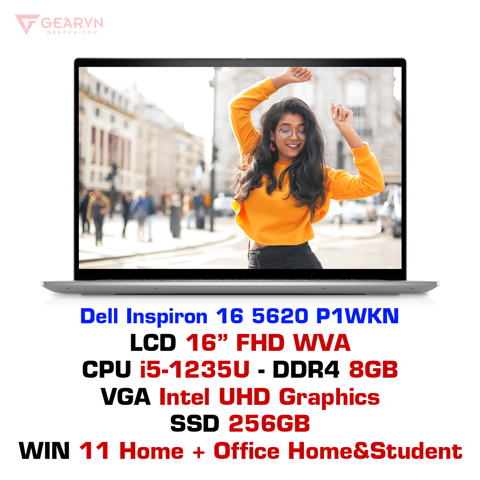 GEARVN
GEARVN.COM
Dell Inspiron 16 5620 P1WKN
LCD 16” FHD WVA
CPU i5-1235U - DDR4 8GB
VGA Intel UHD Graphics
SSD 256GB
WIN 11 Home + Office Home&Student